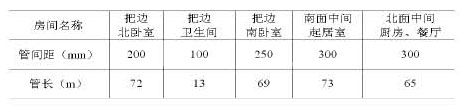 房间名称 把边北卧室 把边卫生间 把边南卧室 南面中间起居室 北面中间厨房、餐厅
管间距（mm） 200 100 250 300 300
管长（m） 72 13 69 73 65